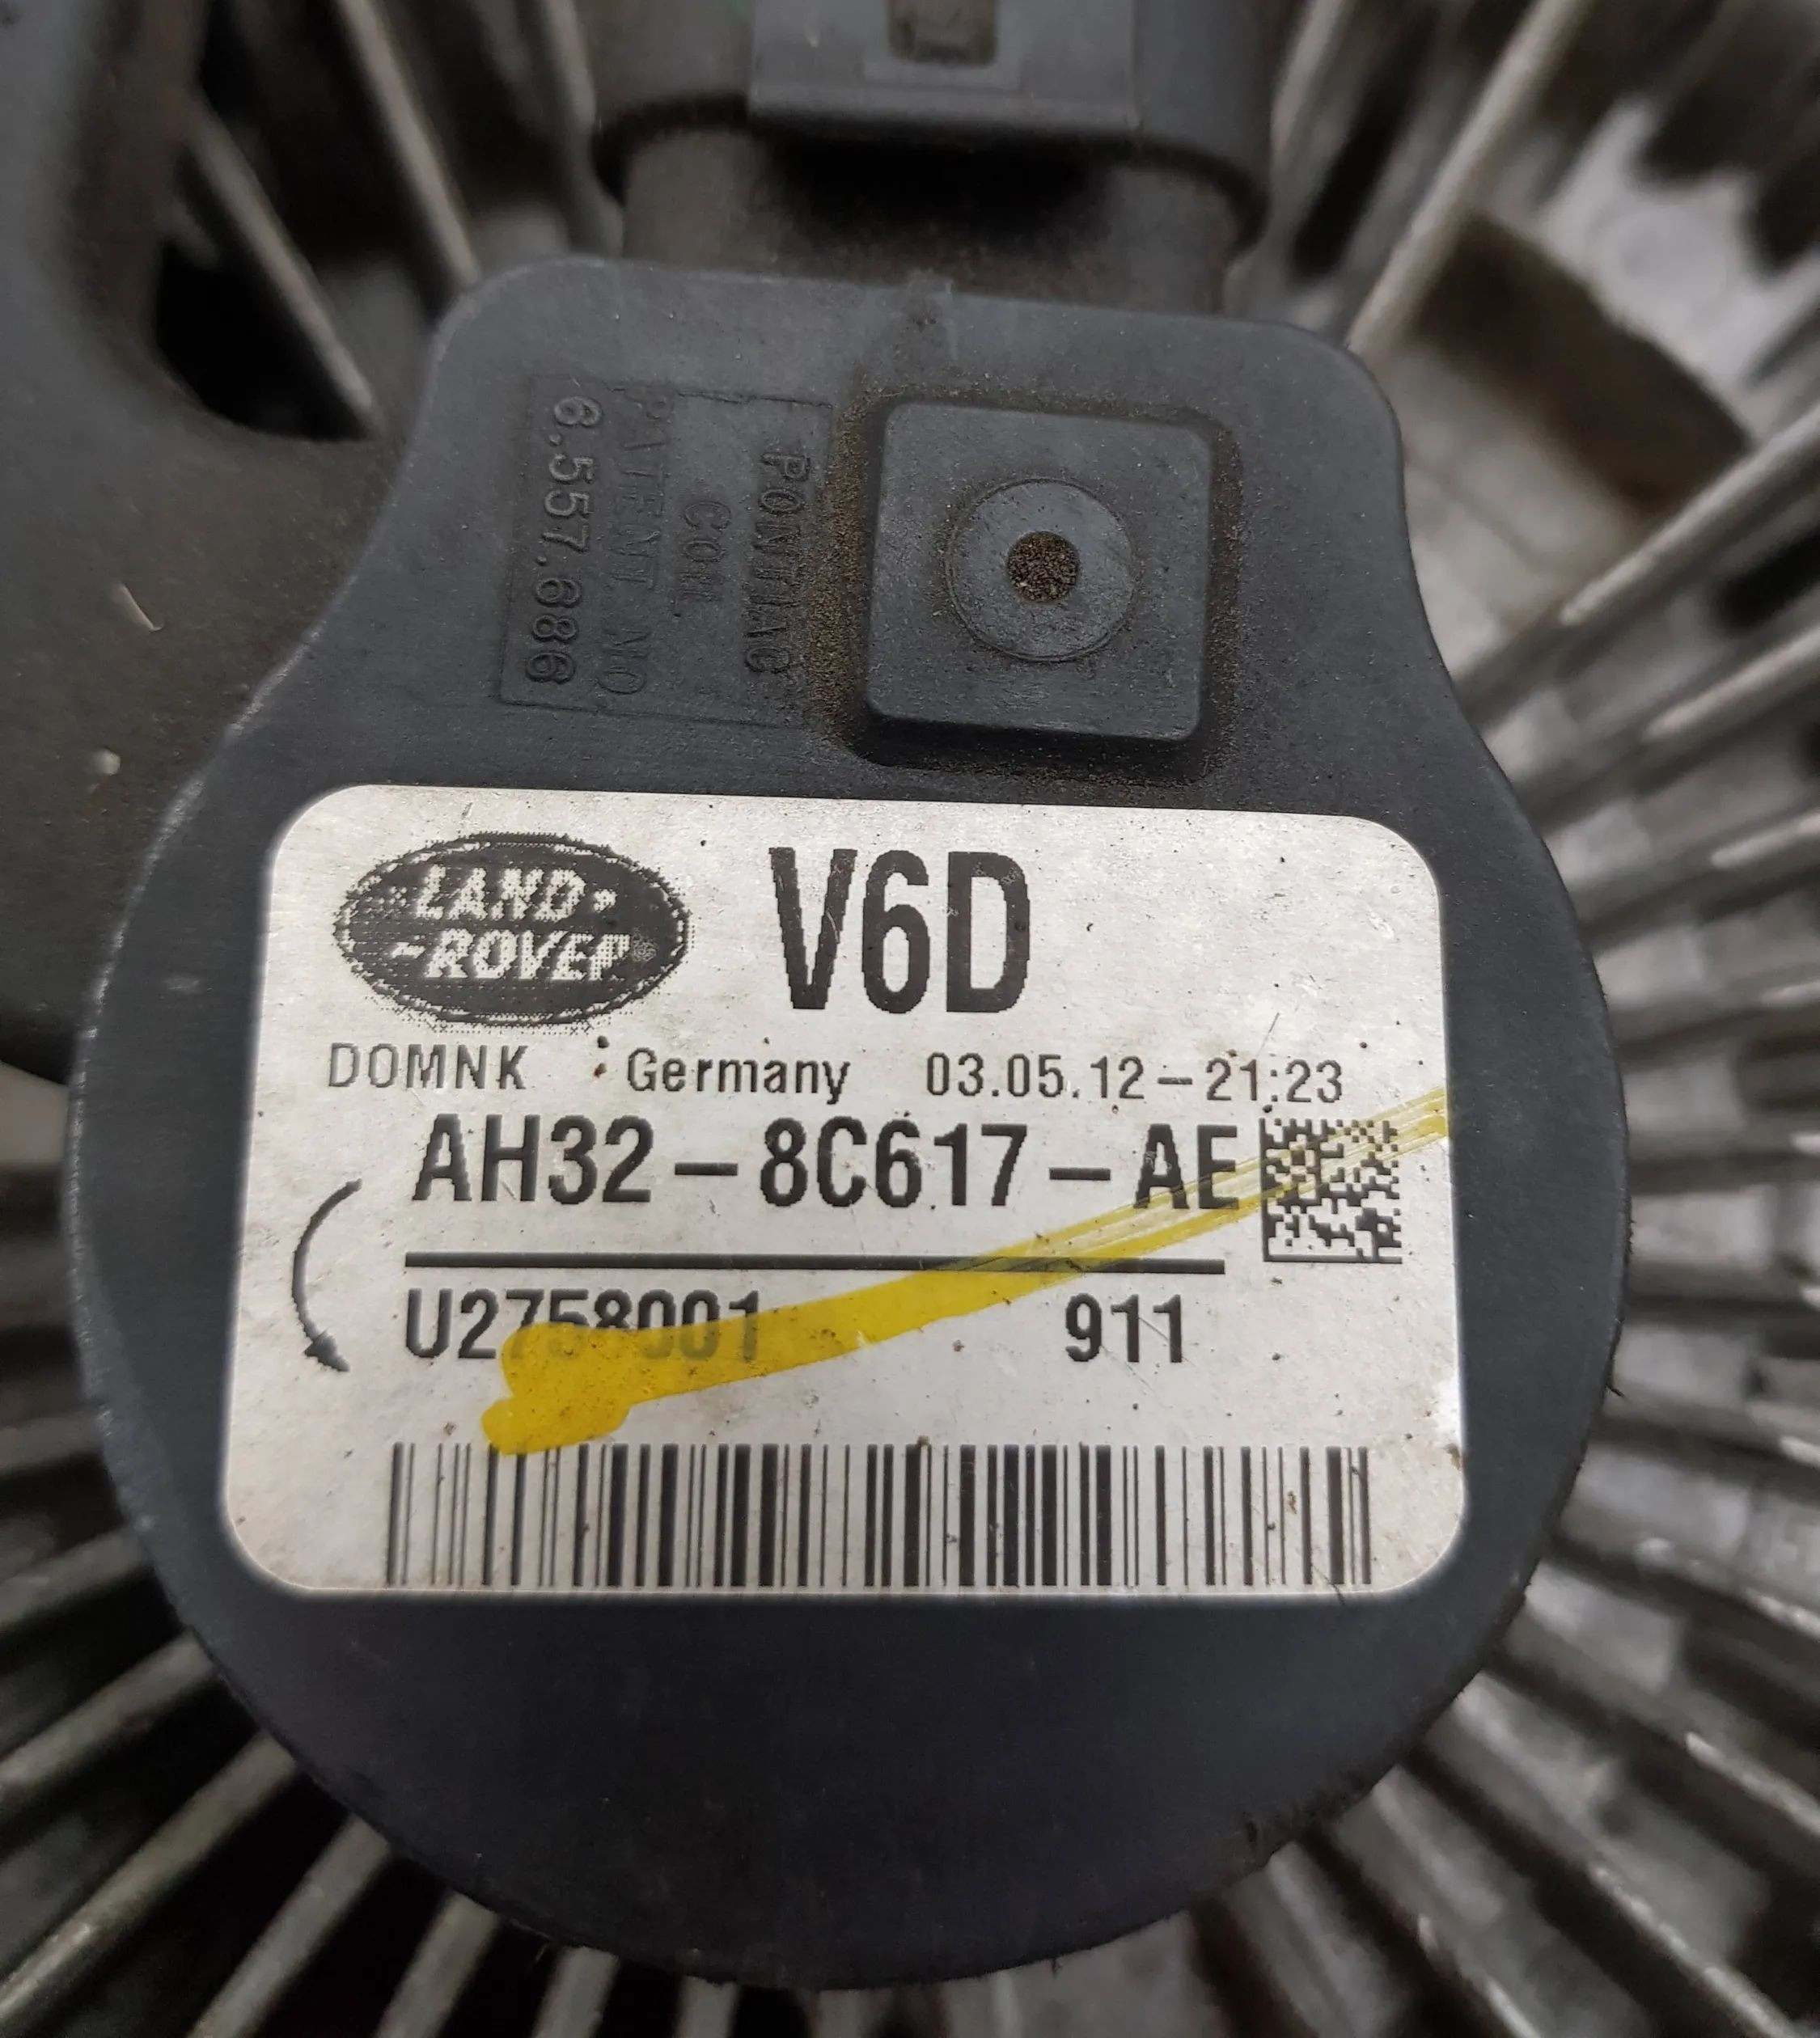 PONTIAC
COIL
PATENT NO
6.557.686
LAND
ROVER
V6D
DOMNK Germany 03.05.12-21:23
AH32-8C617-AE
U2758001 911